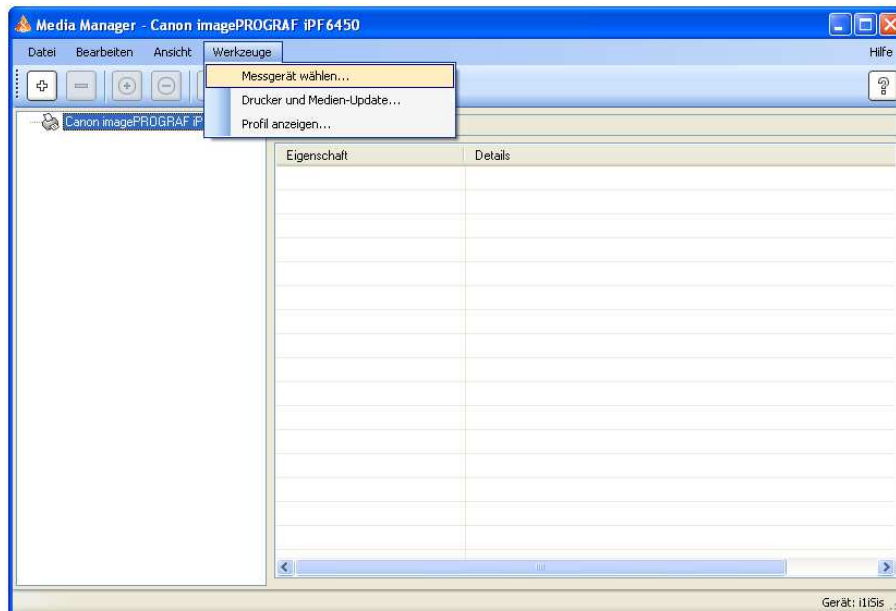 Media Manager - Canon imagePROGRAF iPF6450
Datei Bearbeiten Ansicht Werkzeuge Hilfe
Messgerät wählen...
Drucker und Medien-Update...
Profil anzeigen...
Canon imagePROGRAF iP
Eigenschaft Details
Gerät: i1iSis